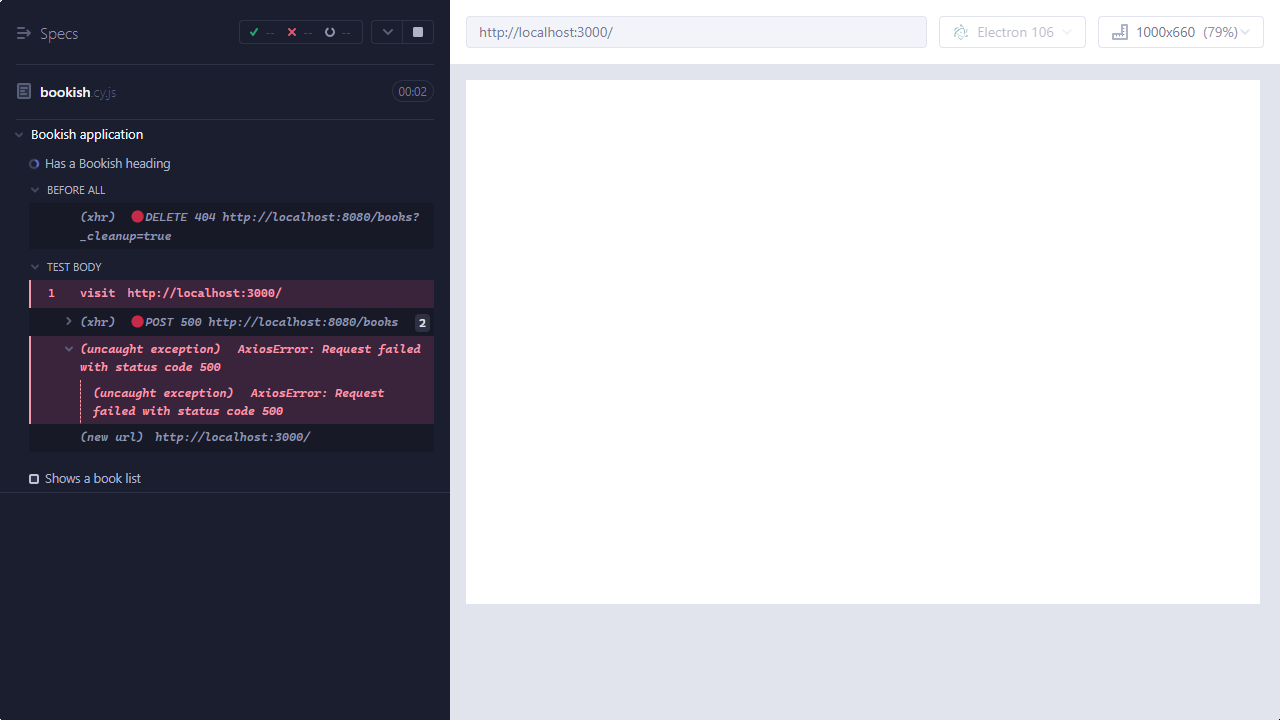 Specs
-- -- --
http://localhost:3000/
Electron 106
1000x660 (79%)
bookish.cy.js
00:02
Bookish application
Has a Bookish heading
BEFORE ALL
(xhr) DELETE 404 http://localhost:8080/books?
_cleanup=true
TEST BODY
1 visit http://localhost:3000/
(xhr) POST 500 http://localhost:8080/books 2
(uncaught exception) AxiosError: Request failed
with status code 500
(uncaught exception) AxiosError: Request
failed with status code 500
(new url) http://localhost:3000/
Shows a book list